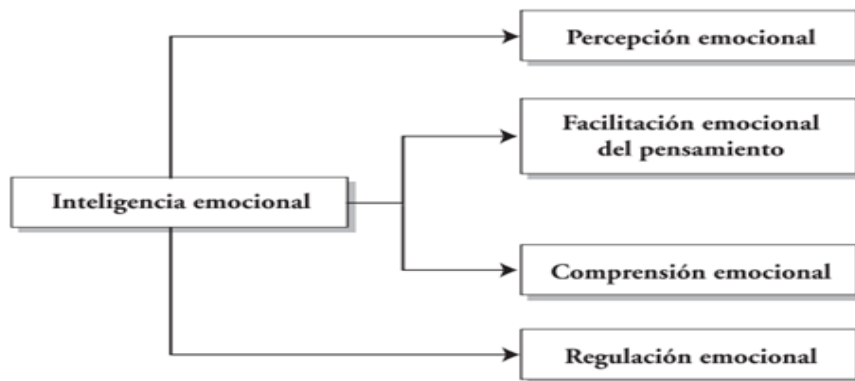 Percepción emocional
Facilitación emocional
del pensamiento
Inteligencia emocional
Comprensión emocional
Regulación emocional